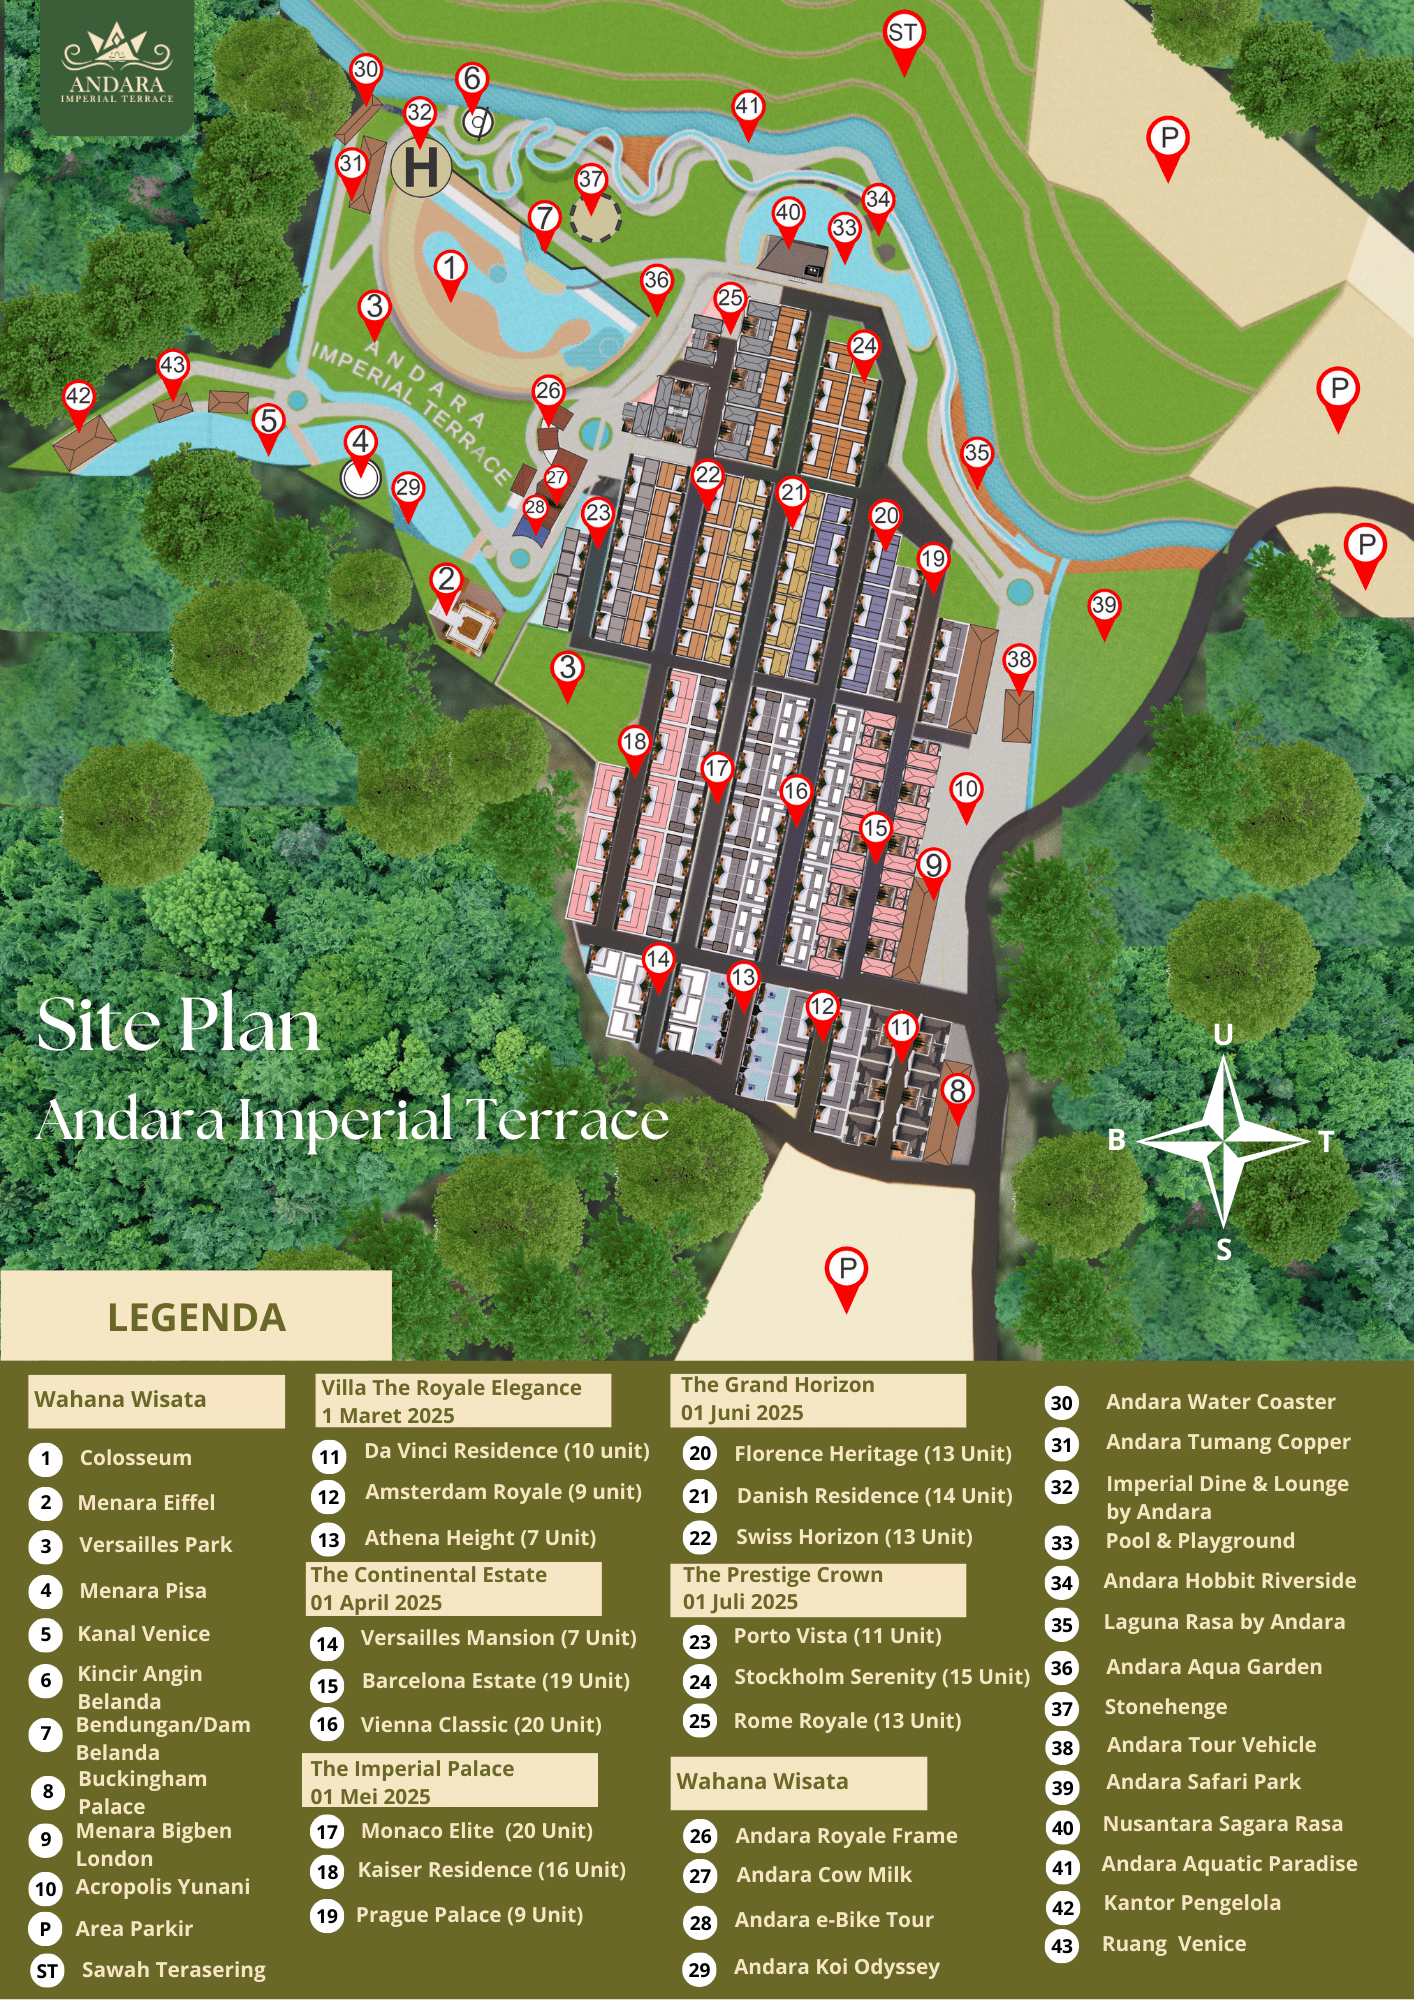 ANDARA
IMPERIAL TERRACE
ST
P
30
6
32
41
31
37
34
7
40
33
1
H
36
25
3
ANDARA
IMPERIAL TERRACE
24
43
42
26
5
4
P
35
27
22
29
21
28
23
20
P
19
2
39
3
38
18
17
16
10
15
9
14
13
12
11
8
Site Plan
Andara Imperial Terrace
U
B
T
S
P
LEGENDA
Wahana Wisata
1 Colosseum
2 Menara Eiffel
3 Versailles Park
4 Menara Pisa
5 Kanal Venice
6 Kincir Angin
Belanda
7 Bendungan/Dam
Belanda
8 Buckingham
Palace
9 Menara Bigben
London
10 Acropolis Yunani
P Area Parkir
ST Sawah Terasering
Villa The Royale Elegance
1 Maret 2025
11 Da Vinci Residence (10 unit)
12 Amsterdam Royale (9 unit)
13 Athena Height (7 Unit)
The Continental Estate
01 April 2025
14 Versailles Mansion (7 Unit)
15 Barcelona Estate (19 Unit)
16 Vienna Classic (20 Unit)
The Imperial Palace
01 Mei 2025
17 Monaco Elite (20 Unit)
18 Kaiser Residence (16 Unit)
19 Prague Palace (9 Unit)
The Grand Horizon
01 Juni 2025
20 Florence Heritage (13 Unit)
21 Danish Residence (14 Unit)
22 Swiss Horizon (13 Unit)
The Prestige Crown
01 Juli 2025
23 Porto Vista (11 Unit)
24 Stockholm Serenity (15 Unit)
25 Rome Royale (13 Unit)
Wahana Wisata
26 Andara Royale Frame
27 Andara Cow Milk
28 Andara e-Bike Tour
29 Andara Koi Odyssey
30 Andara Water Coaster
31 Andara Tumang Copper
32 Imperial Dine & Lounge
by Andara
33 Pool & Playground
34 Andara Hobbit Riverside
35 Laguna Rasa by Andara
36 Andara Aqua Garden
37 Stonehenge
38 Andara Tour Vehicle
39 Andara Safari Park
40 Nusantara Sagara Rasa
41 Andara Aquatic Paradise
42 Kantor Pengelola
43 Ruang Venice